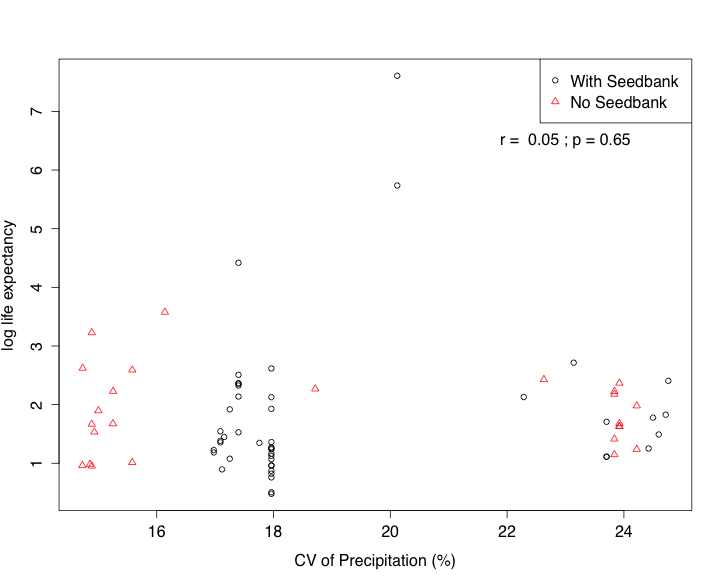 With Seedbank
No Seedbank
r = 0.05 ; p = 0.65
log life expectancy
7
6
5
4
3
2
1
16 18 20 22 24
CV of Precipitation (%)